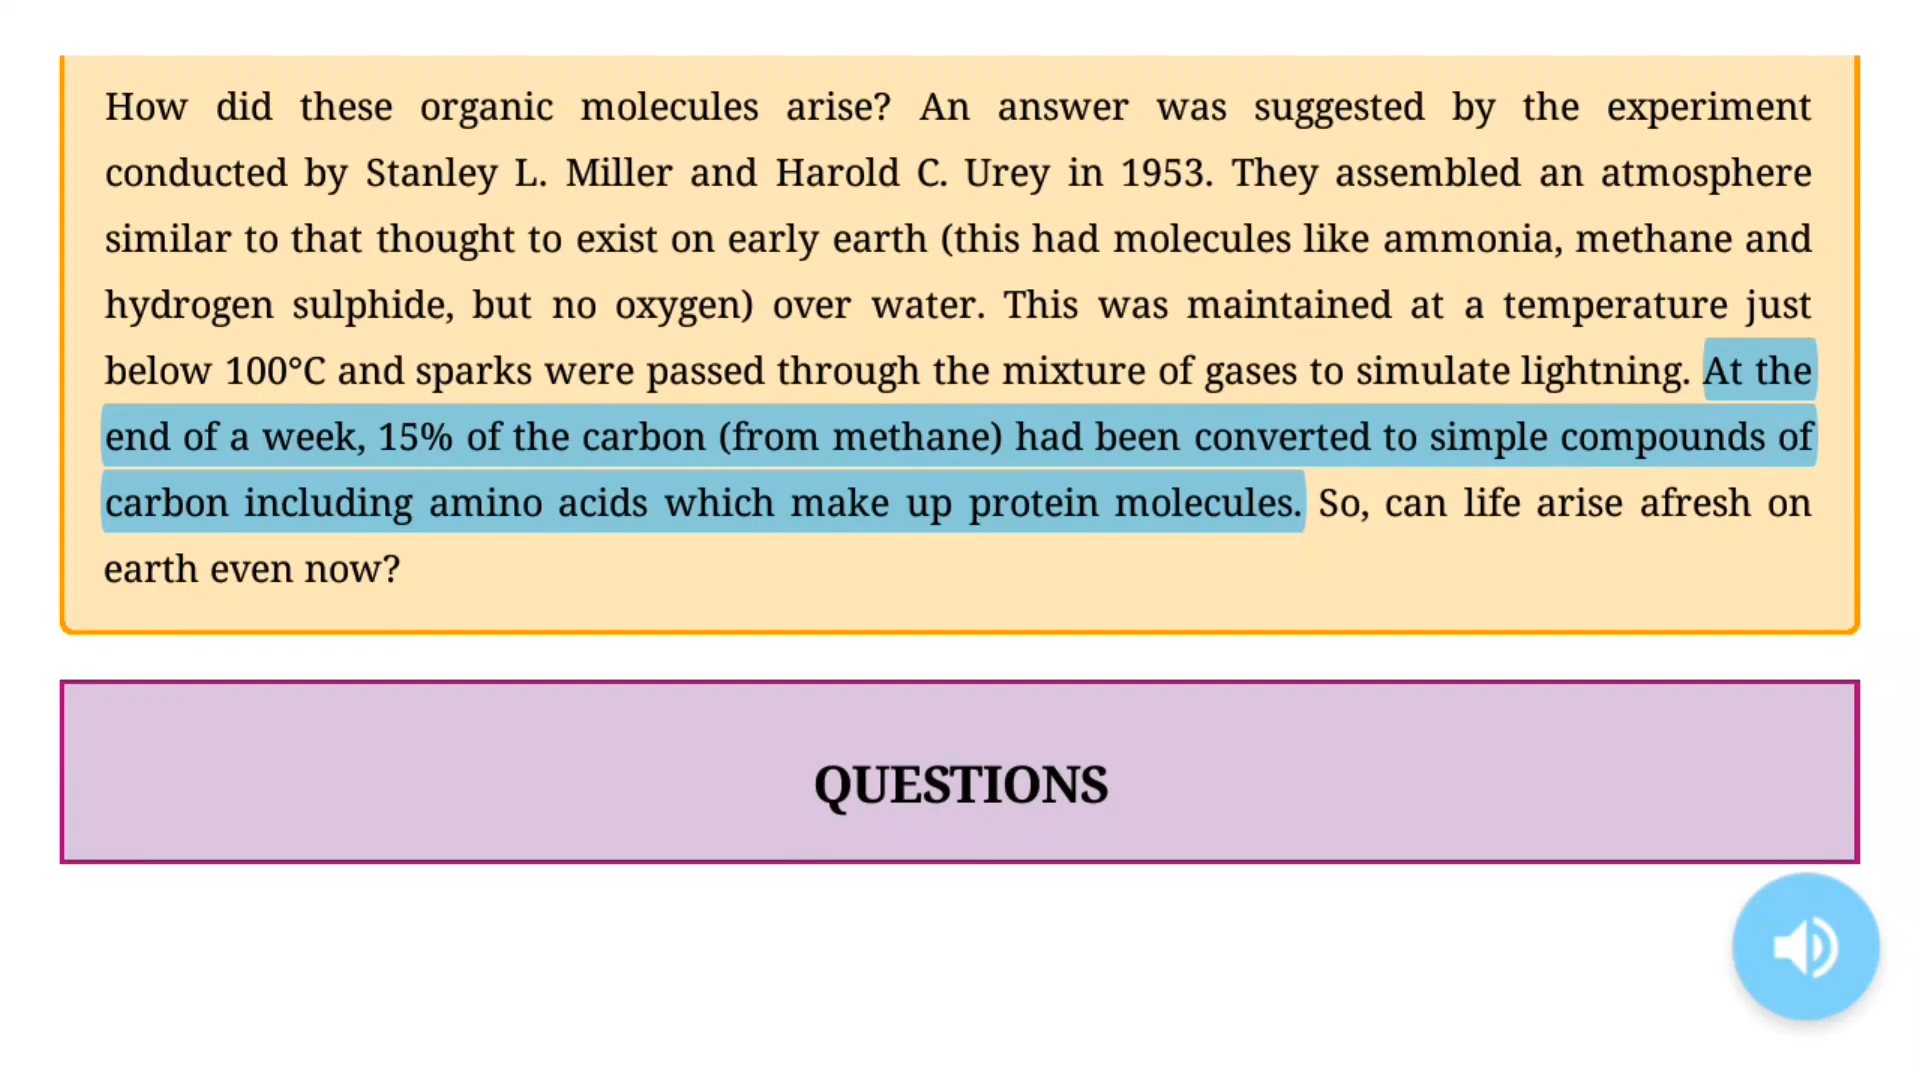 How did these organic molecules arise? An answer was suggested by the experiment
conducted by Stanley L. Miller and Harold C. Urey in 1953. They assembled an atmosphere
similar to that thought to exist on early earth (this had molecules like ammonia, methane and
hydrogen sulphide, but no oxygen) over water. This was maintained at a temperature just
below 100°C and sparks were passed through the mixture of gases to simulate lightning. At the
end of a week, 15% of the carbon (from methane) had been converted to simple compounds of
carbon including amino acids which make up protein molecules. So, can life arise afresh on
earth even now?
QUESTIONS